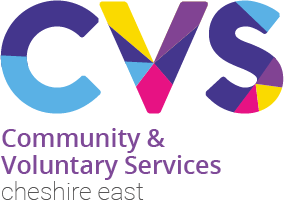 CVS
Community &
Voluntary Services
cheshire east